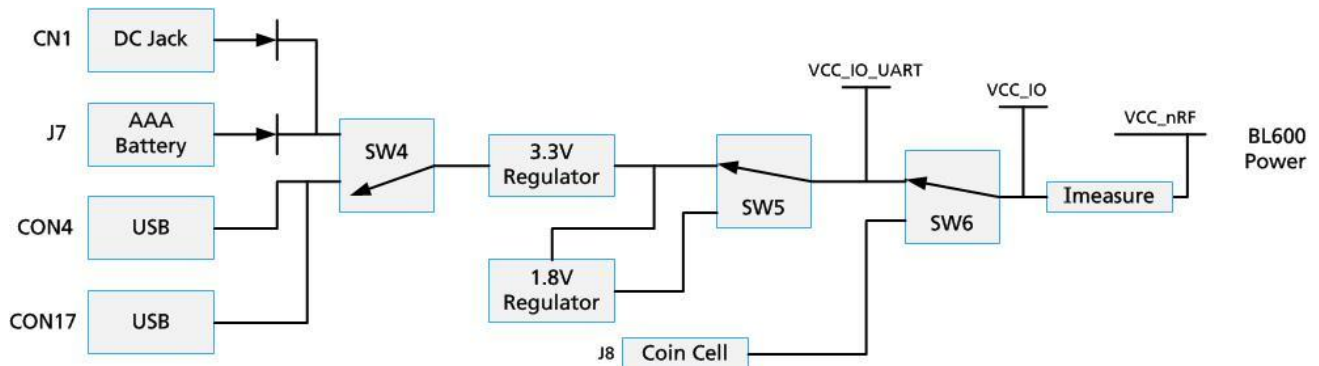 CN1
DC Jack
J7
AAA
Battery
CON4
USB
CON17
USB
SW4
3.3V
Regulator
1.8V
Regulator
J8
Coin Cell
SW5
VCC_IO_UART
SW6
VCC_IO
Imeasure
VCC_nRF
BL600
Power